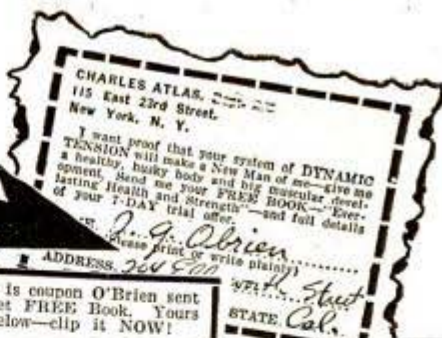 CHARLES ATLAS,
115 East 23rd Street,
New York, N. Y.
I want proof that your system of DYNAMIC
TENSION will make a New Man of me—give me
a healthy, husky body and big muscular devel-
opment. Send me your FREE BOOK—"Ever-
lasting Health and Strength"—and full details
of your 7-DAY trial offer.
J. G. Obrien
(Please print or write plainly)
ADDRESS. Street
STATE. Cal.
is coupon O'Brien sent
FREE Book. Yours
elow—clip it NOW!